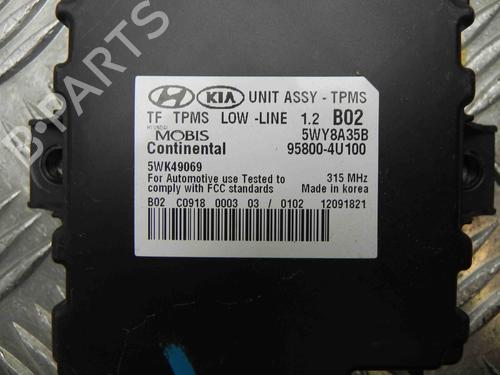 KIA UNIT ASSY - TPMS
TF TPMS LOW -LINE 1.2 B02
HYUNDAI MOBIS 5WY8A35B
Continental 95800-4U100
5WK49069
For Automotive use Tested to 315 MHz
comply with FCC standards Made in korea
B02 C0918 0003 03 / 0102 12091821